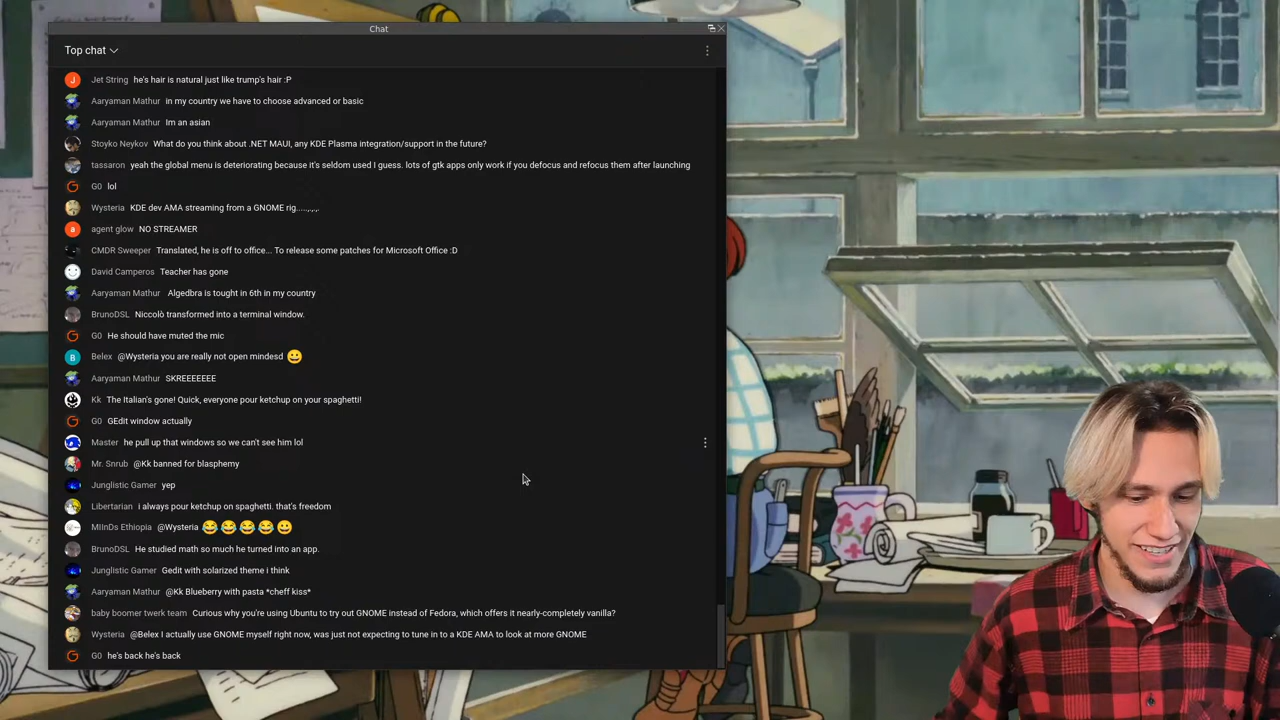 Chat
Top chat
J Jet String he's hair is natural just like trump's hair :P
Aaryaman Mathur in my country we have to choose advanced or basic
Aaryaman Mathur Im an asian
Stoyko Neykov What do you think about .NET MAUI, any KDE Plasma integration/support in the future?
tassaron yeah the global menu is deteriorating because it's seldom used I guess. lots of gtk apps only work if you defocus and refocus them after launching
G0 lol
Wysteria KDE dev AMA streaming from a GNOME rig....,,,,
a agent glow NO STREAMER
CMDR Sweeper Translated, he is off to office... To release some patches for Microsoft Office :D
David Camperos Teacher has gone
Aaryaman Mathur Algedbra is tought in 6th in my country
BrunoDSL Niccolò transformed into a terminal window.
G0 He should have muted the mic
B Belex @Wysteria you are really not open mindesd 😀
Aaryaman Mathur SKREEEEEEE
Kk The Italian's gone! Quick, everyone pour ketchup on your spaghetti!
G0 GEdit window actually
Master he pull up that windows so we can't see him lol
Mr. Snrub @Kk banned for blasphemy
Junglistic Gamer yep
Libertarian i always pour ketchup on spaghetti. that's freedom
MIInDs Ethiopia @Wysteria 😂😂😂😂😀
BrunoDSL He studied math so much he turned into an app.
Junglistic Gamer Gedit with solarized theme i think
Aaryaman Mathur @Kk Blueberry with pasta *cheff kiss*
baby boomer twerk team Curious why you're using Ubuntu to try out GNOME instead of Fedora, which offers it nearly-completely vanilla?
Wysteria @Belex I actually use GNOME myself right now, was just not expecting to tune in to a KDE AMA to look at more GNOME
G0 he's back he's back